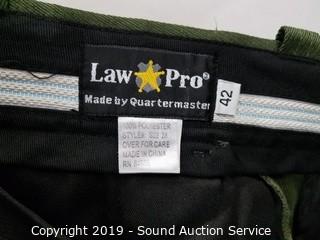 Law Pro®
Made by Quartermaster
42
100% POLYESTER
OVER FOR CARE
MADE IN CHINA
RN
Copyright 2019 - Sound Auction Service